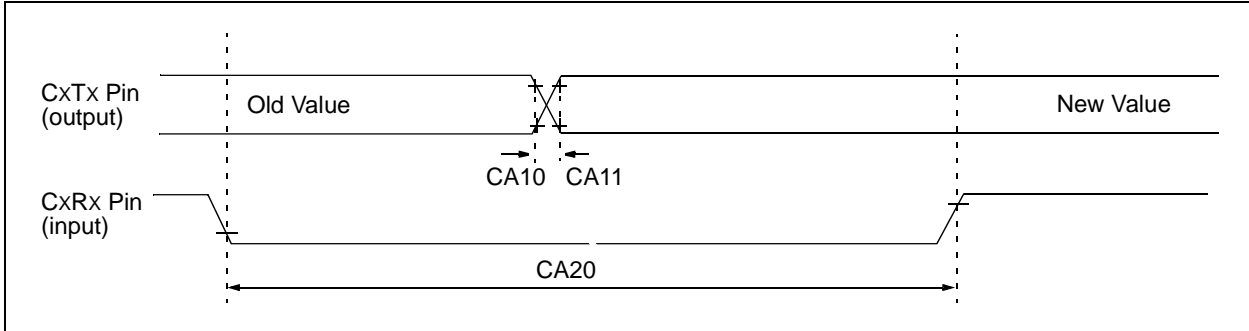 CxTx Pin
(output)
Old Value
New Value
CA10 CA11
CxRx Pin
(input)
CA20